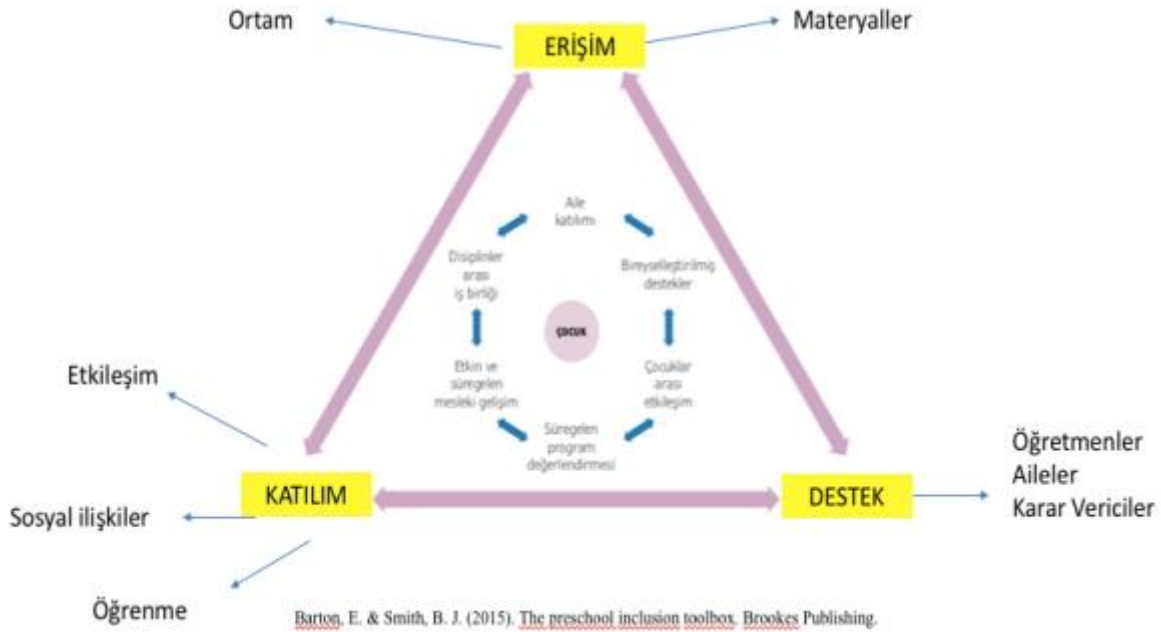 Ortam
Materyaller
ERİŞİM
Aile
katılımı
Disiplinler
arası
iş birliği
Bireyselleştirilmiş
destekler
ÇOCUK
Etkin ve
süregelen
mesleki gelişim
Çocuklar
arası
etkileşim
Süregelen
program
değerlendirmesi
Etkileşim
KATILIM
Sosyal ilişkiler
Öğrenme
DESTEK
Öğretmenler
Aileler
Karar Vericiler
Barton, E. & Smith, B. J. (2015). The preschool inclusion toolbox. Brookes Publishing.